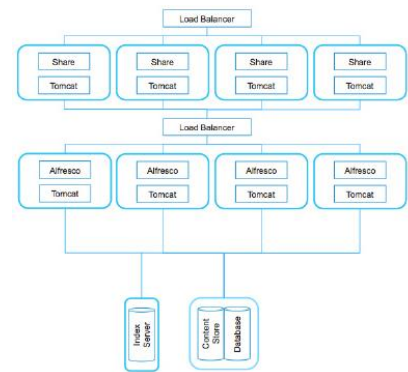 Load Balancer
Share Share Share Share
Tomcat Tomcat Tomcat Tomcat
Load Balancer
Alfresco Alfresco Alfresco Alfresco
Tomcat Tomcat Tomcat Tomcat
Index
Server
Content
Store
Database